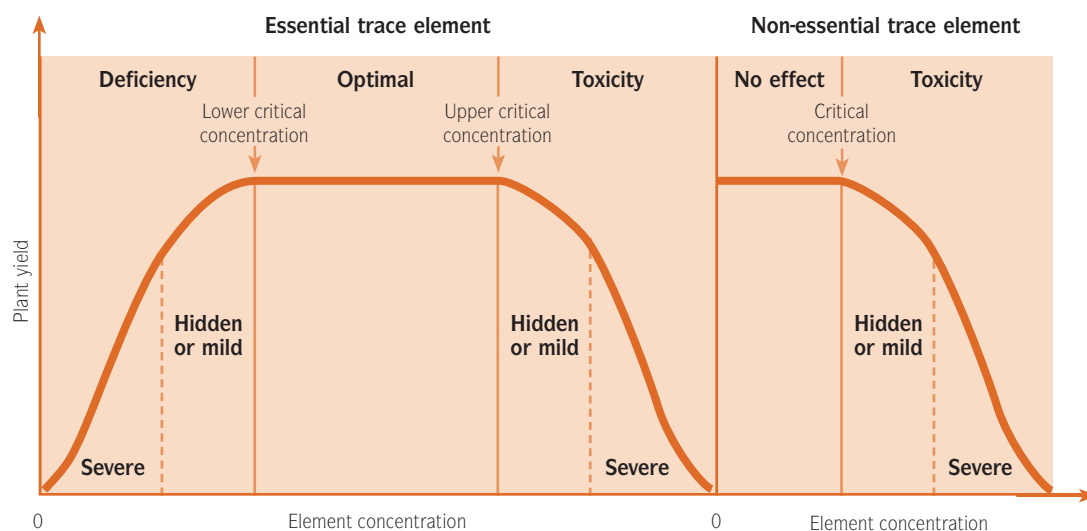 Essential trace element
Non-essential trace element
Deficiency
Optimal
Toxicity
No effect
Toxicity
Lower critical
concentration
Upper critical
concentration
Critical
concentration
Plant yield
Hidden
or mild
Hidden
or mild
Hidden
or mild
Severe
Severe
Severe
0
Element concentration
0
Element concentration